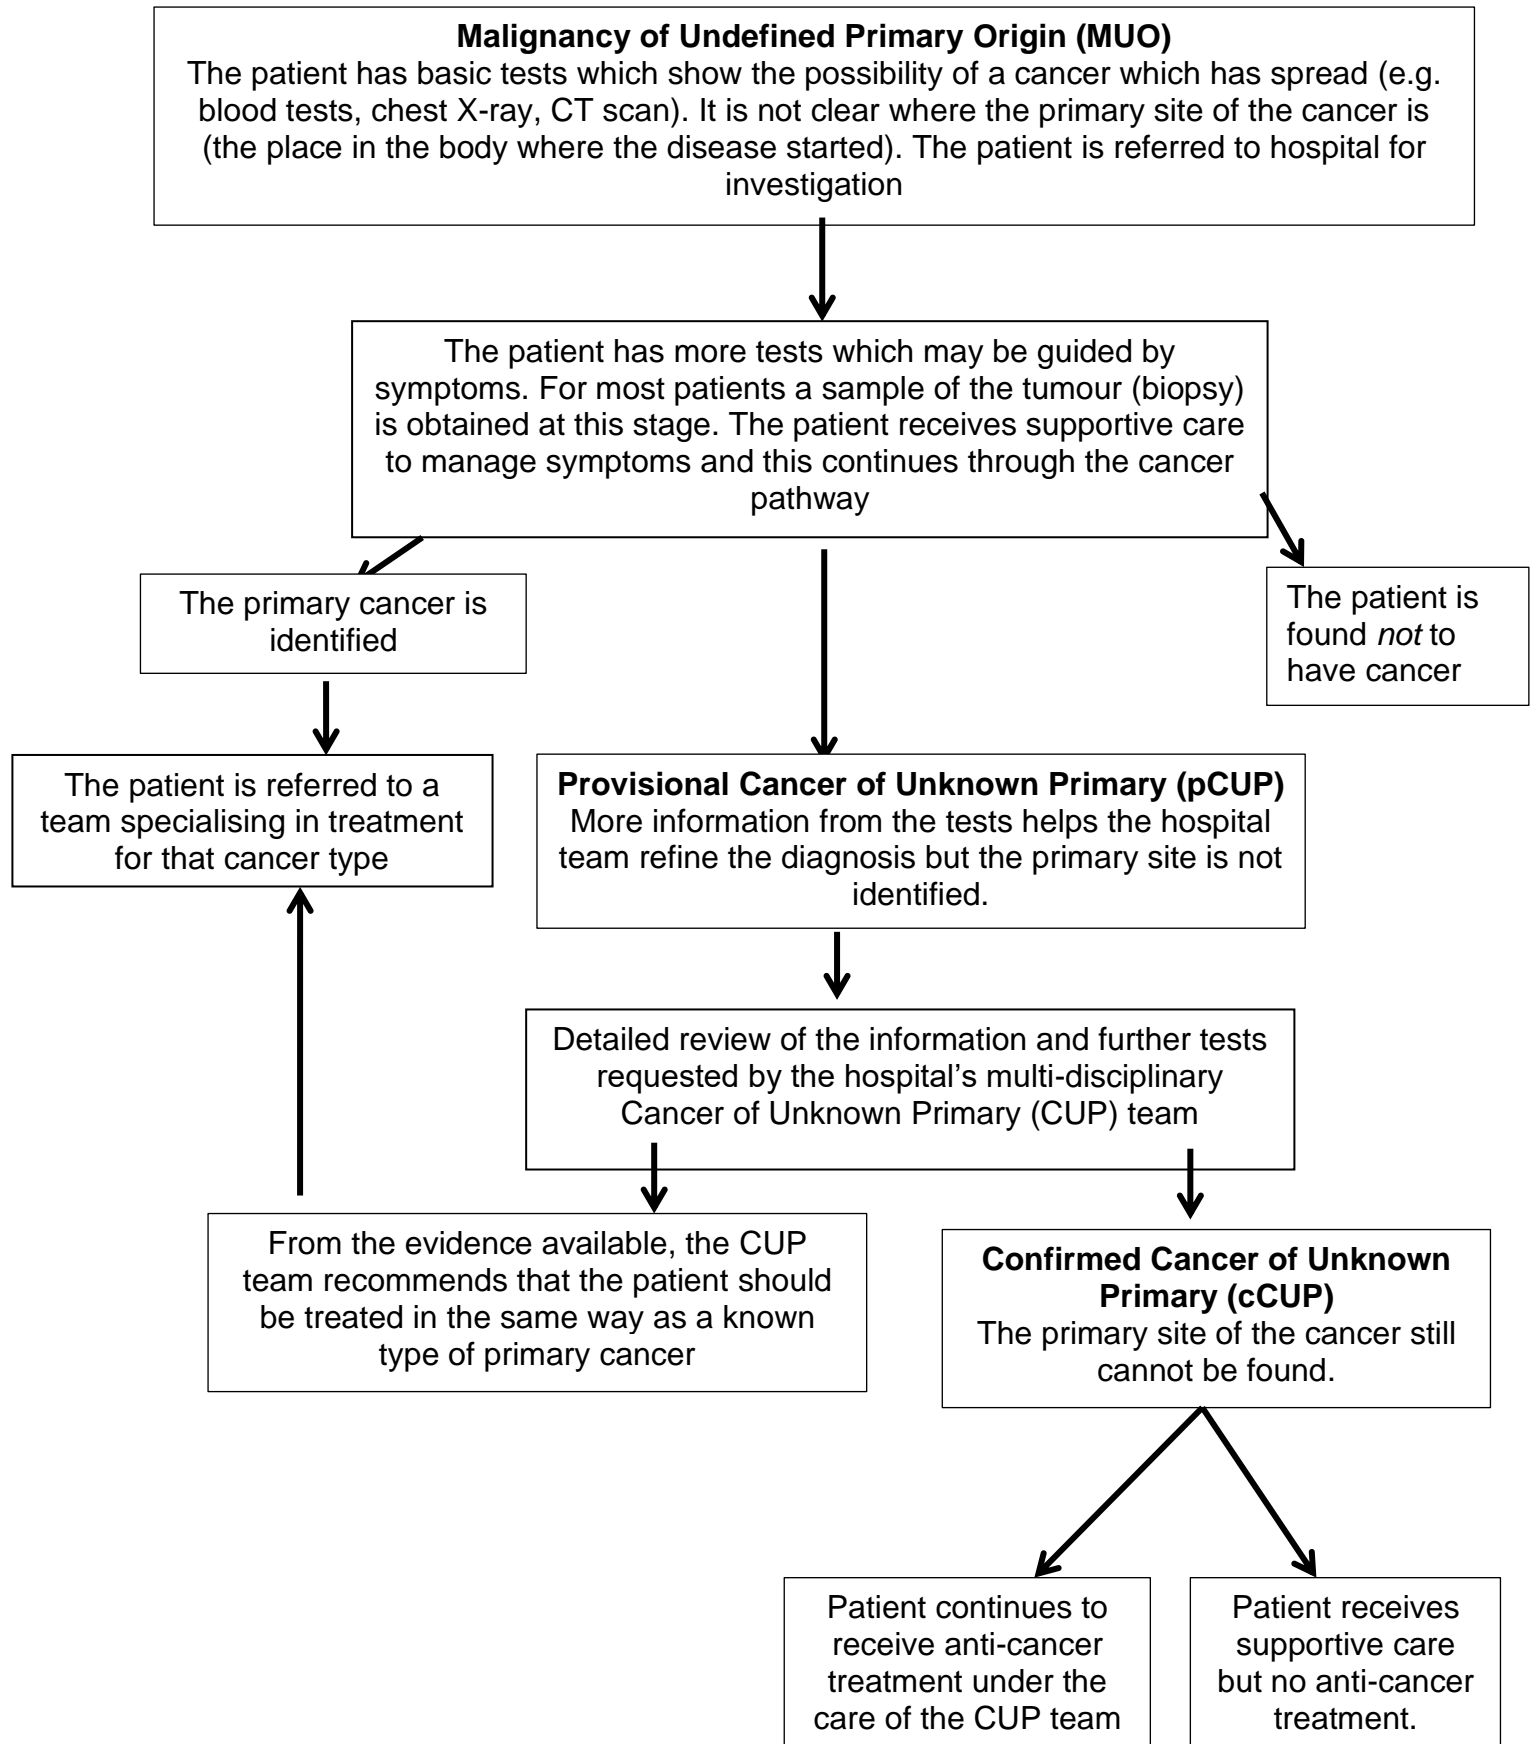 Malignancy of Undefined Primary Origin (MUO)
The patient has basic tests which show the possibility of a cancer which has spread (e.g.
blood tests, chest X-ray, CT scan). It is not clear where the primary site of the cancer is
(the place in the body where the disease started). The patient is referred to hospital for
investigation
The patient has more tests which may be guided by
symptoms. For most patients a sample of the tumour (biopsy)
is obtained at this stage. The patient receives supportive care
to manage symptoms and this continues through the cancer
pathway
The primary cancer is
identified
The patient is
found not to
have cancer
The patient is referred to a
team specialising in treatment
for that cancer type
Provisional Cancer of Unknown Primary (pCUP)
More information from the tests helps the hospital
team refine the diagnosis but the primary site is not
identified.
Detailed review of the information and further tests
requested by the hospital's multi-disciplinary
Cancer of Unknown Primary (CUP) team
From the evidence available, the CUP
team recommends that the patient should
be treated in the same way as a known
type of primary cancer
Confirmed Cancer of Unknown
Primary (cCUP)
The primary site of the cancer still
cannot be found.
Patient continues to
receive anti-cancer
treatment under the
care of the CUP team
Patient receives
supportive care
but no anti-cancer
treatment.